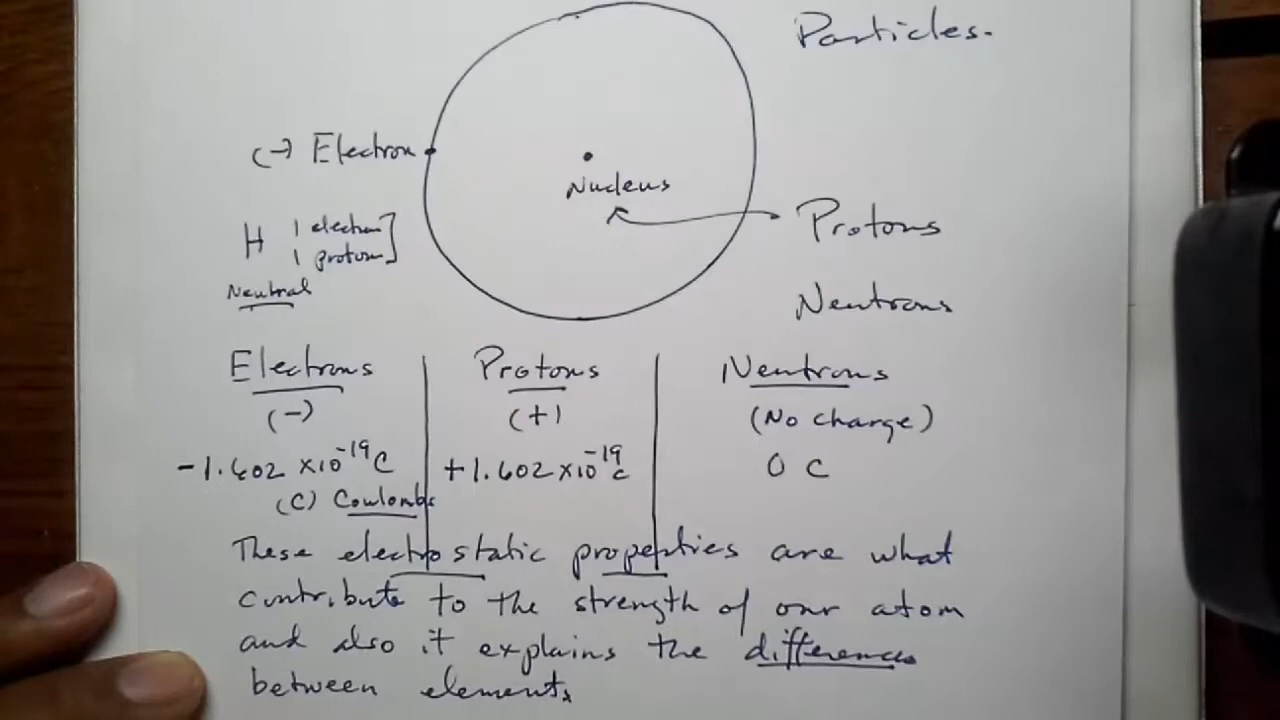 Particles.
(-) Electron
Nucleus
H 1 electron]
1 proton]
Neutral
Protons
Neutrons
Electrons
(-)
-1.602 x10⁻¹⁹ C
(C) Coulombs
Protons
(+)
+1.602 x10⁻¹⁹ C
Neutrons
(No charge)
0 C
These electrostatic properties are what
contribute to the strength of our atom
and also it explains the differences
between elements